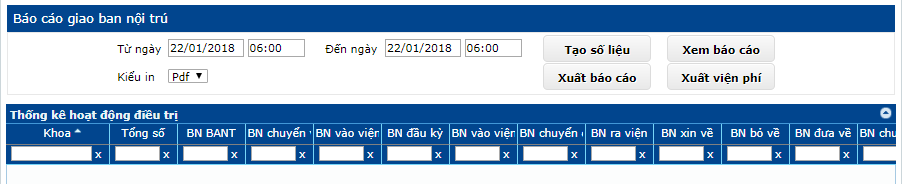 Báo cáo giao ban nội trú
Từ ngày 22/01/2018 06:00 Đến ngày 22/01/2018 06:00 Tạo số liệu Xem báo cáo
Kiểu in Pdf Xuất báo cáo Xuất viện phí
Thống kê hoạt động điều trị
Khoa Tổng số BN BANT BN chuyển BN vào viện BN đầu kỳ BN vào viện BN chuyển BN ra viện BN xin về BN bỏ về BN đưa về BN chu
x x x x x x x x x x x x